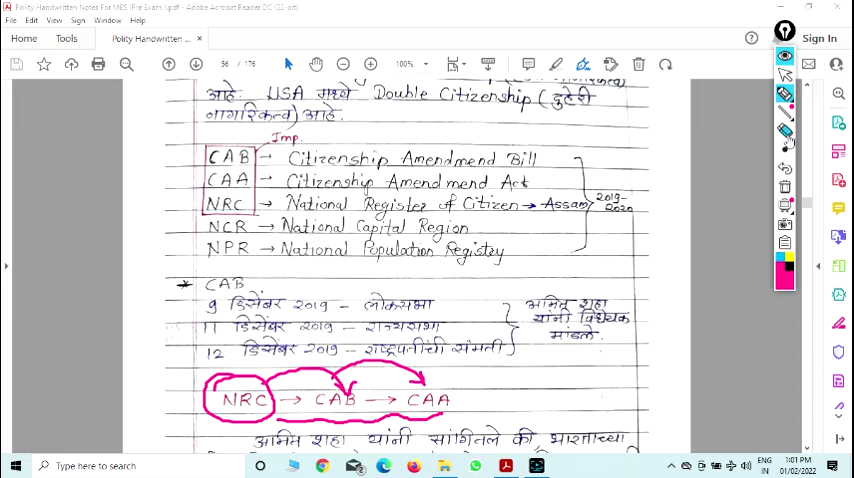 Polity Handwritten Notes For MES (Pre Exam ).pdf - Adobe Acrobat Reader DC (32-bit)
File Edit View Sign Window Help
Home Tools Polity Handwritten ... × Sign In
56 / 176 100%
आहे. USA मध्ये Double Citizenship (दुहेरी
नागरिकत्व) आहे.
Imp.
CAB → Citizenship Amendmend Bill
CAA → Citizenship Amendmend Act
NRC → National Register of Citizen → Assam 2019-2020
NCR → National Capital Region
NPR → National Population Registry
* CAB
9 डिसेंबर 2019 - लोकसभा
11 डिसेंबर 2019 - राज्यसभा
12 डिसेंबर 2019 - राष्ट्रपतींची संमती
अमित शहा
यांनी विधेयक
मांडले.
NRC → CAB → CAA
अमित शहा यांनी सांगितले की, भारताच्या
Type here to search
ENG
IN
1:01 PM
01/02/2022